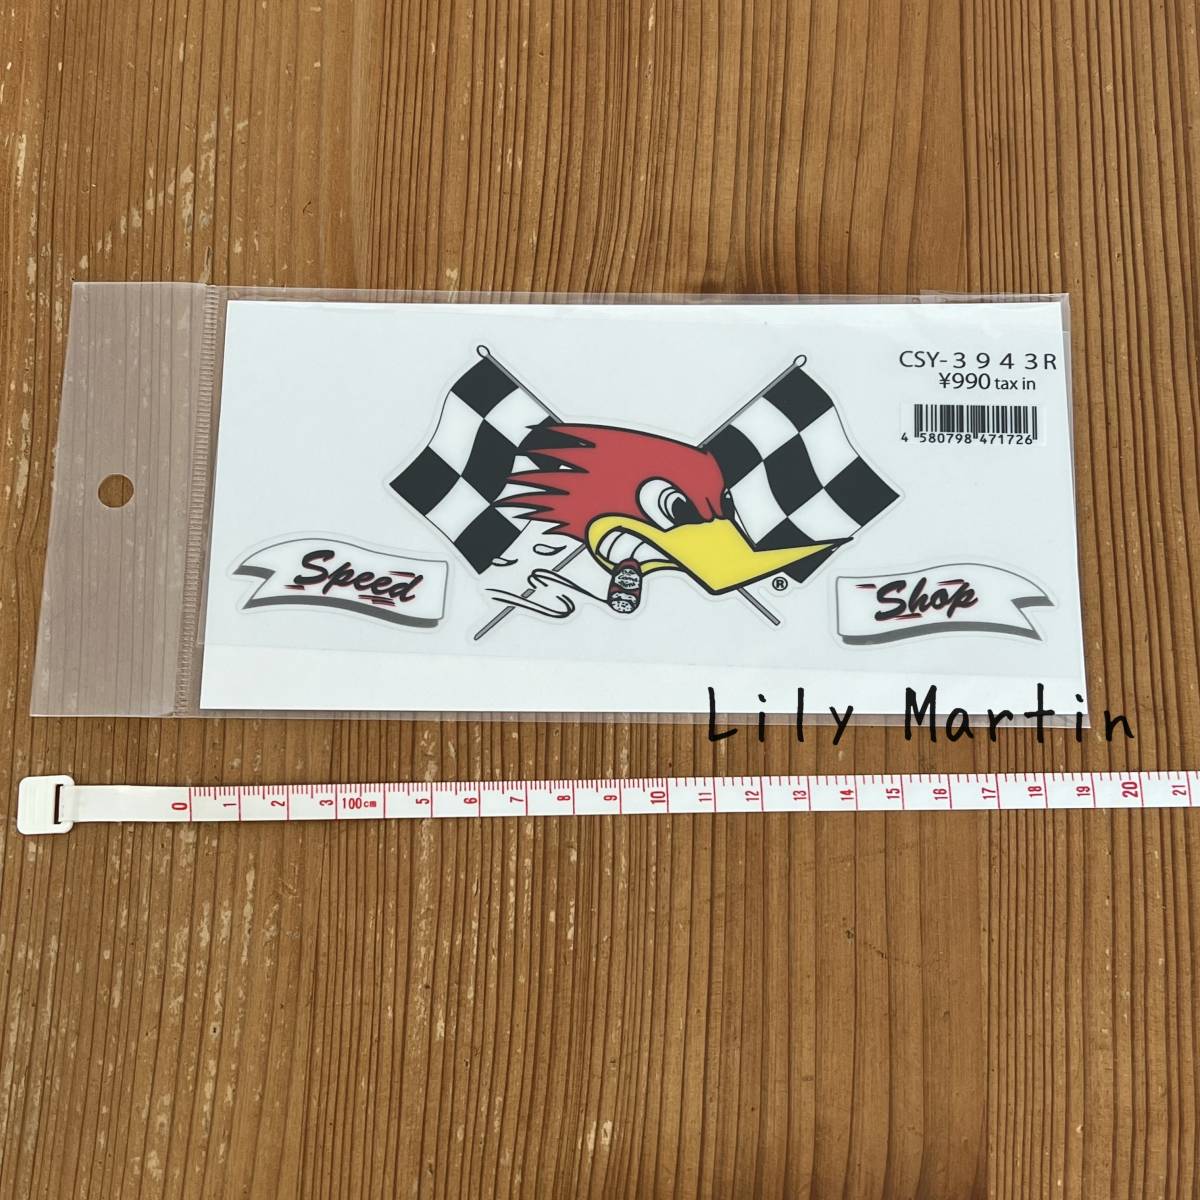 CSY-3943R
¥990 tax in
4 580798 471726
Speed
Shop
®
Lily Martin
0 1 2 3 100cm 5 6 7 8 9 10 11 12 13 14 15 16 17 18 19 20 21